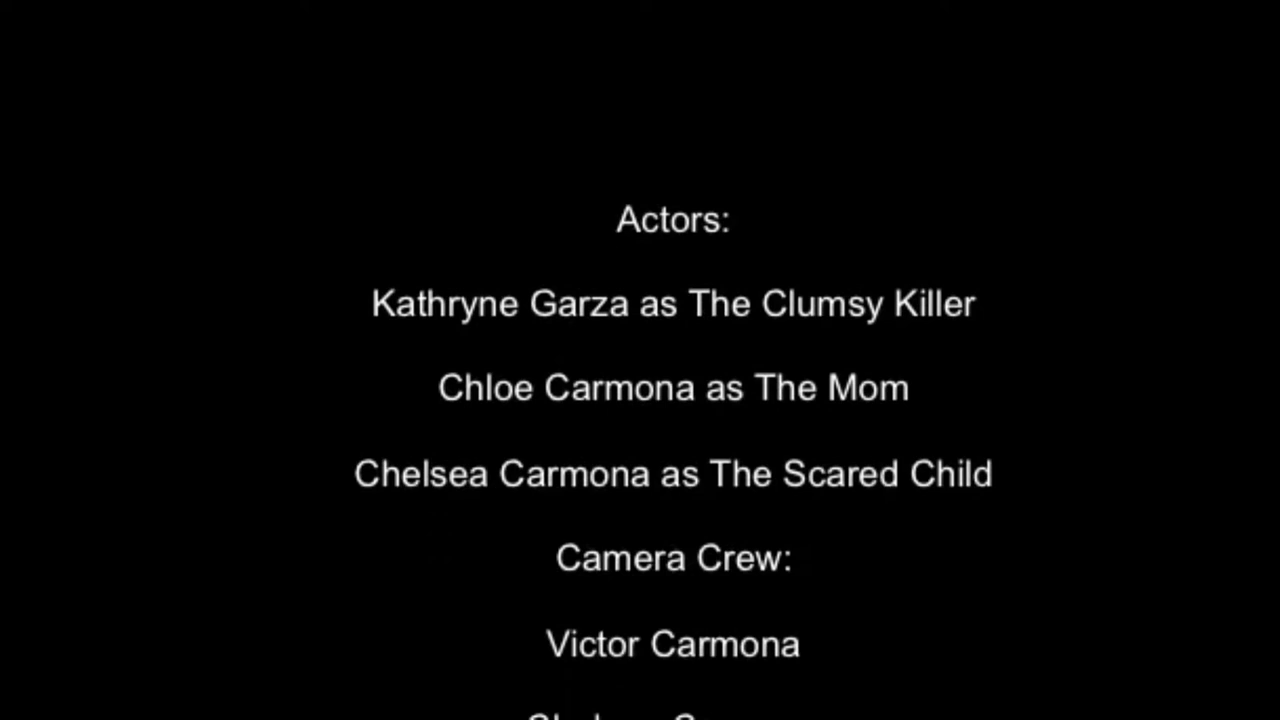 Actors:
Kathryne Garza as The Clumsy Killer
Chloe Carmona as The Mom
Chelsea Carmona as The Scared Child
Camera Crew:
Victor Carmona